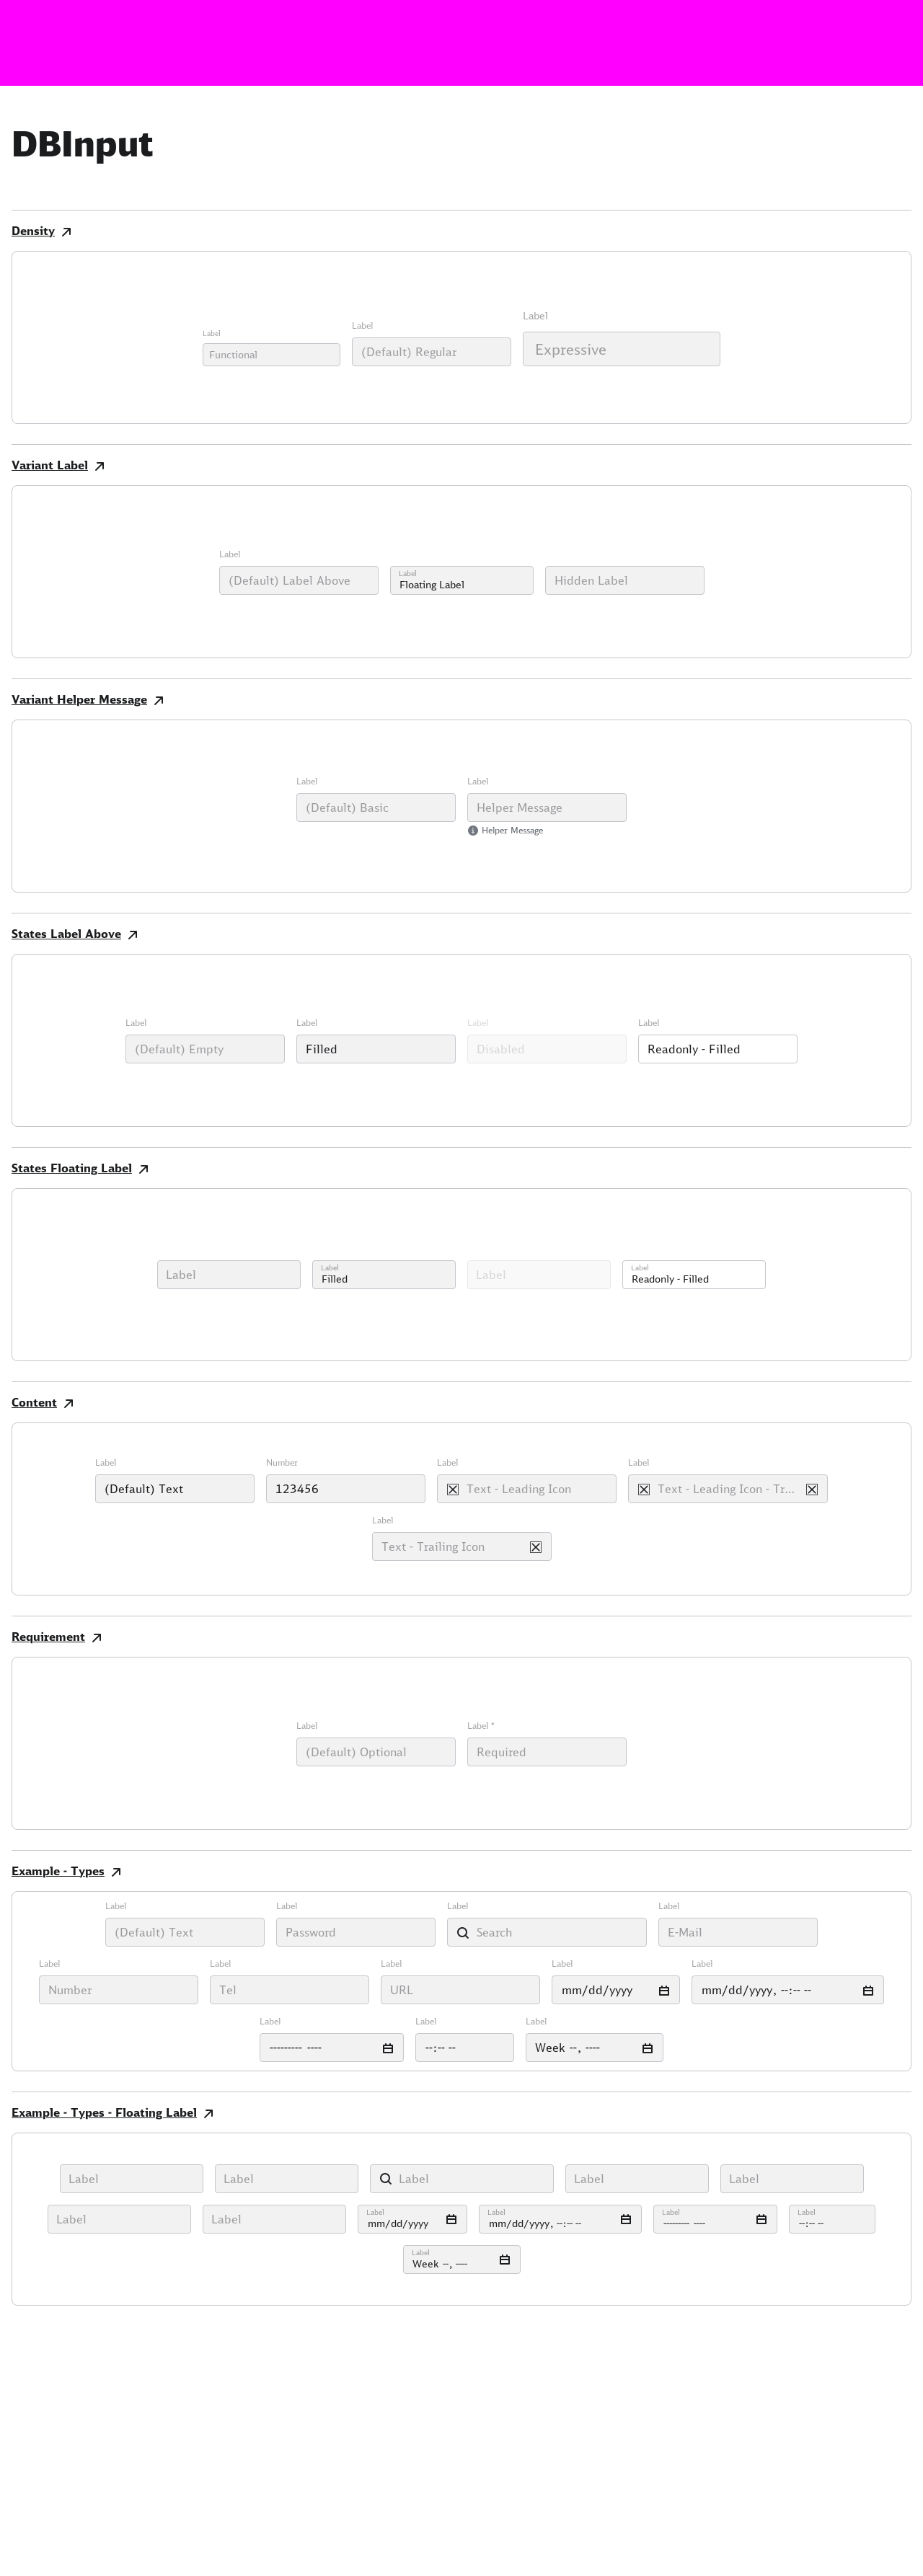 DBInput
Density
Label Label Label
Functional (Default) Regular Expressive
Variant Label
Label
(Default) Label Above Label Floating Label Hidden Label
Variant Helper Message
Label Label
(Default) Basic Helper Message
Helper Message
States Label Above
Label Label Label Label
(Default) Empty Filled Disabled Readonly - Filled
States Floating Label
Label Label Filled Label Label Readonly - Filled
Content
Label Number Label Label
(Default) Text 123456 Text - Leading Icon Text - Leading Icon - Tr...
Label
Text - Trailing Icon
Requirement
Label Label *
(Default) Optional Required
Example - Types
Label Label Label Label
(Default) Text Password Search E-Mail
Label Label Label Label Label
Number Tel URL mm/dd/yyyy mm/dd/yyyy, --:-- --
Label Label Label
--------- ---- --:-- -- Week --, ----
Example - Types - Floating Label
Label Label Label Label Label
Label Label Label mm/dd/yyyy Label mm/dd/yyyy, --:-- -- Label --------- ---- Label --:-- --
Label
Week --, ----